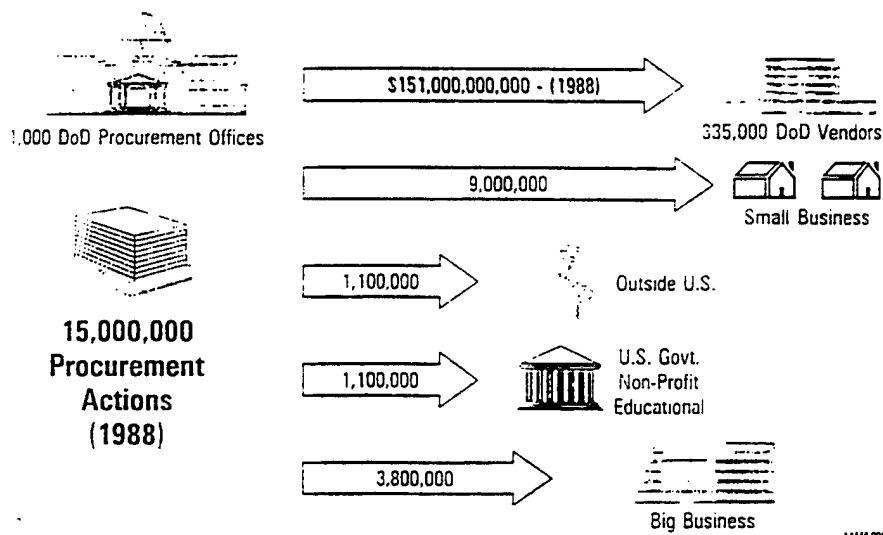 $151,000,000,000 - (1988)
1,000 DoD Procurement Offices
335,000 DoD Vendors
9,000,000
Small Business
1,100,000
Outside U.S.
15,000,000
Procurement
Actions
(1988)
1,100,000
U.S. Govt.
Non-Profit
Educational
3,800,000
Big Business